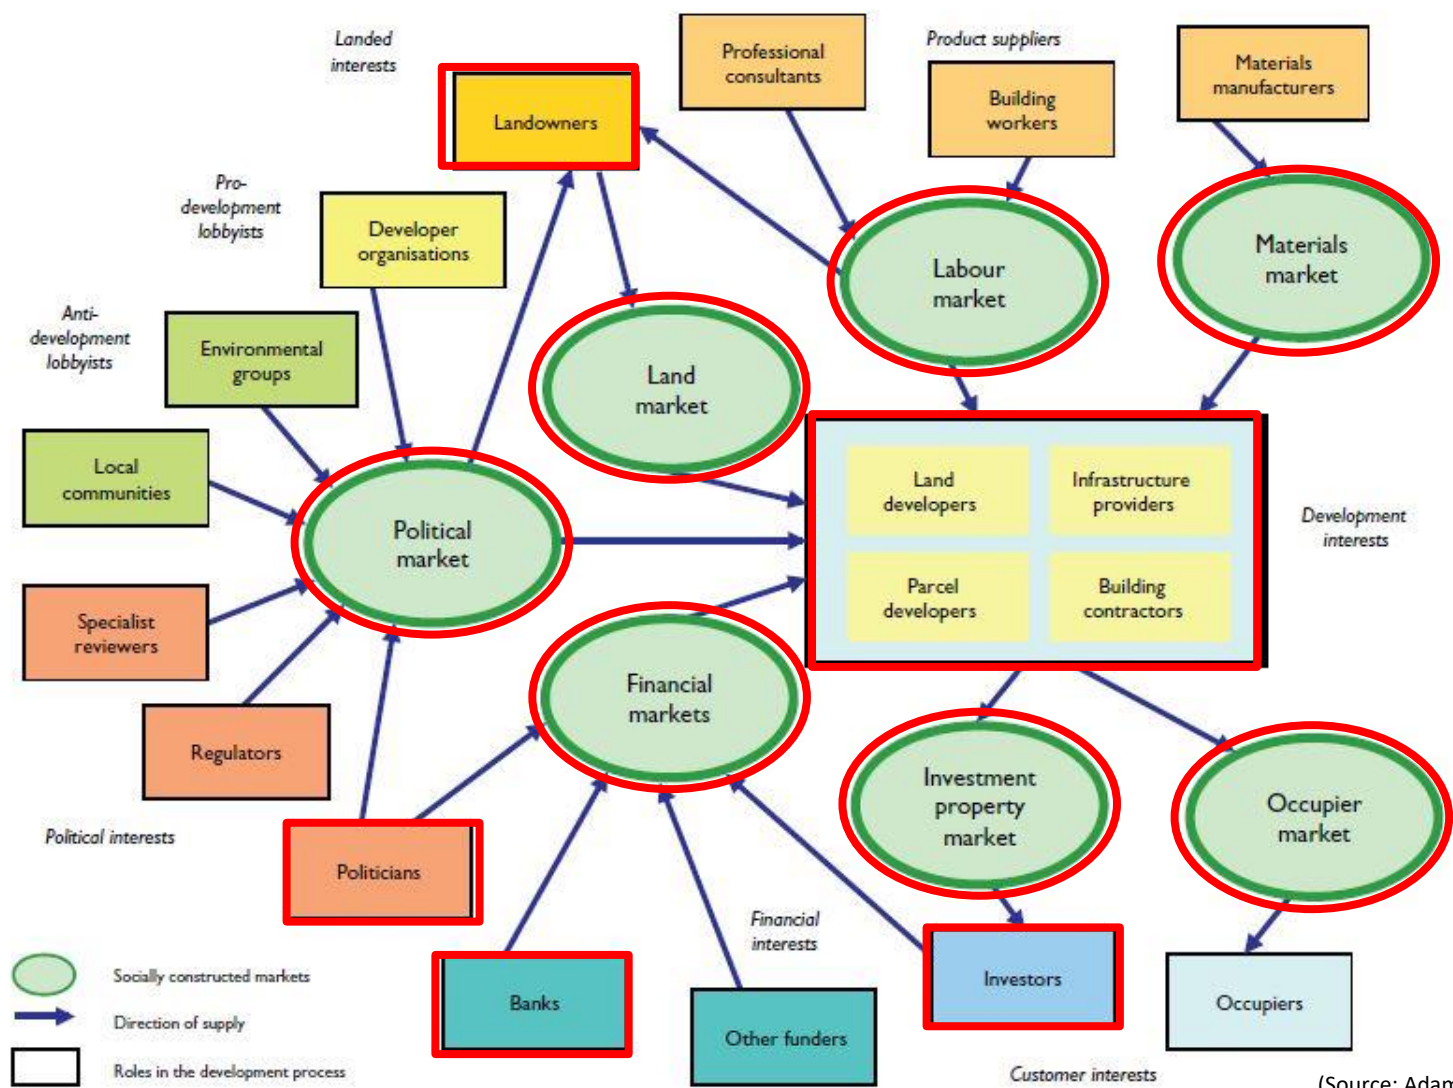 Landed
interests
Professional
consultants
Product suppliers
Materials
manufacturers
Landowners
Building
workers
Pro-
development
lobbyists
Developer
organisations
Labour
market
Materials
market
Anti-
development
lobbyists
Environmental
groups
Land
market
Local
communities
Political
market
Land
developers
Infrastructure
providers
Parcel
developers
Building
contractors
Development
interests
Specialist
reviewers
Regulators
Financial
markets
Investment
property
market
Occupier
market
Political interests
Politicians
Financial
interests
Banks
Other funders
Investors
Occupiers
Customer interests
Socially constructed markets
Direction of supply
Roles in the development process
(Source: Adam